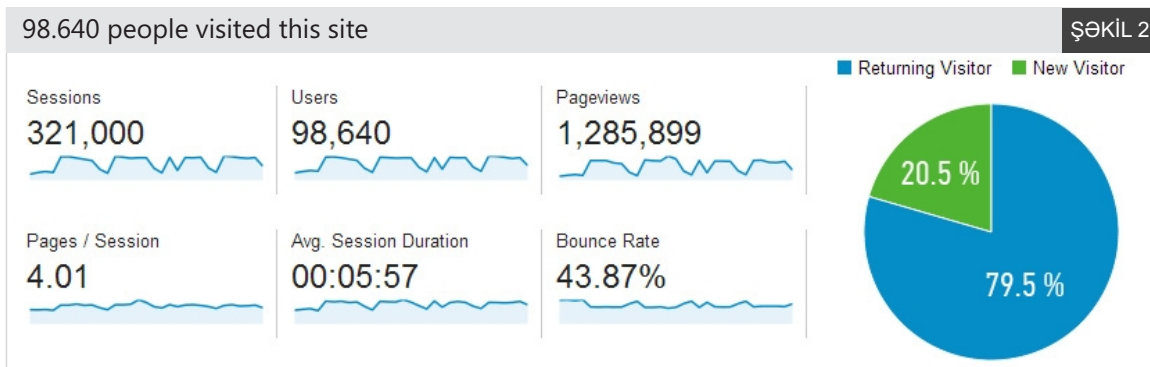 98.640 people visited this site
ŞƏKİL 2
Returning Visitor New Visitor
Sessions
321,000
Users
98,640
Pageviews
1,285,899
Pages / Session
4.01
Avg. Session Duration
00:05:57
Bounce Rate
43.87%
20.5 %
79.5 %